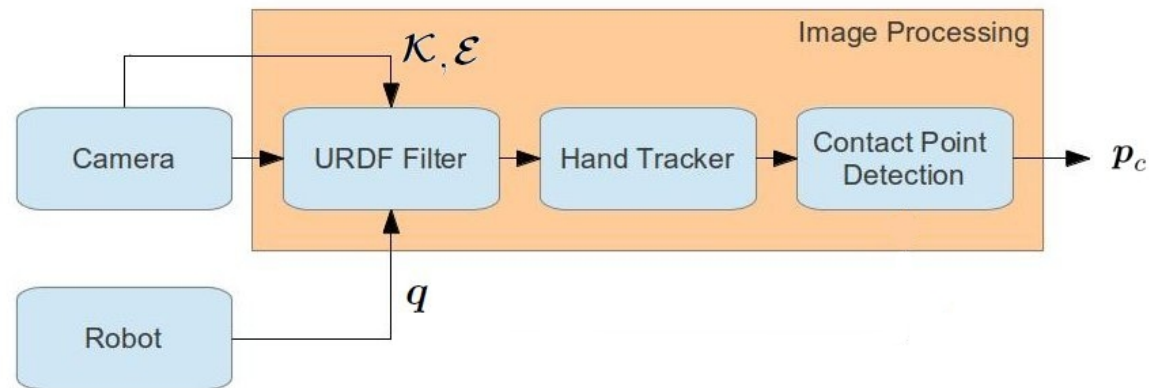 Image Processing
𝒦, ℰ
Camera
URDF Filter
Hand Tracker
Contact Point
Detection
p_c
q
Robot